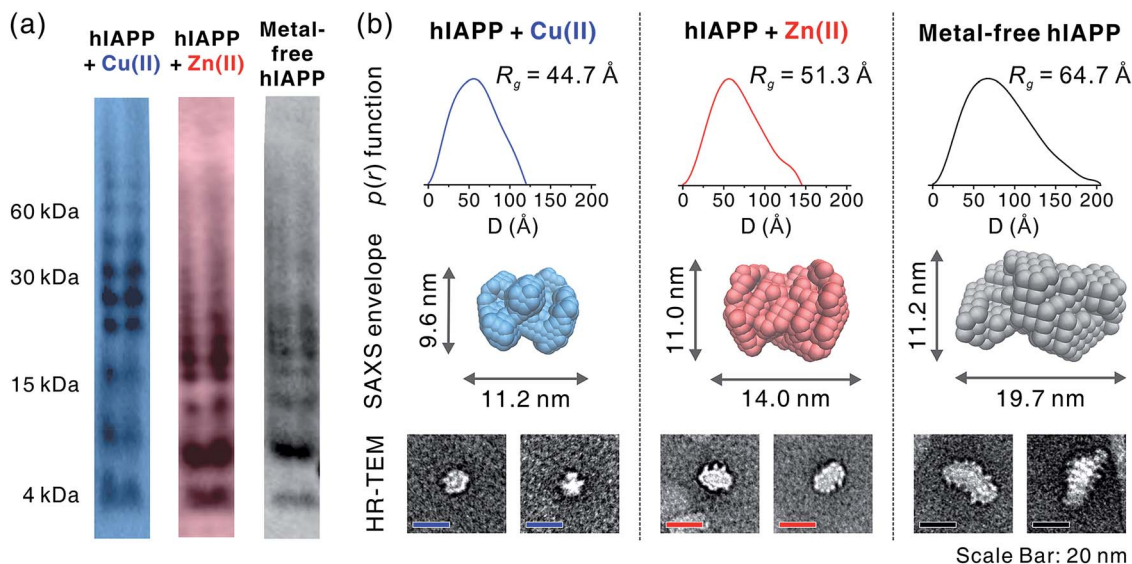 (a)
hIAPP
+ Cu(II)
hIAPP
+ Zn(II)
Metal-
free
hIAPP
60 kDa
30 kDa
15 kDa
4 kDa
(b)
hIAPP + Cu(II)
hIAPP + Zn(II)
Metal-free hIAPP
p(r) function
Rg = 44.7 Å
0 50 100 150 200
D (Å)
Rg = 51.3 Å
0 50 100 150 200
D (Å)
Rg = 64.7 Å
0 50 100 150 200
D (Å)
SAXS envelope
9.6 nm
11.2 nm
11.0 nm
14.0 nm
11.2 nm
19.7 nm
HR-TEM
Scale Bar: 20 nm